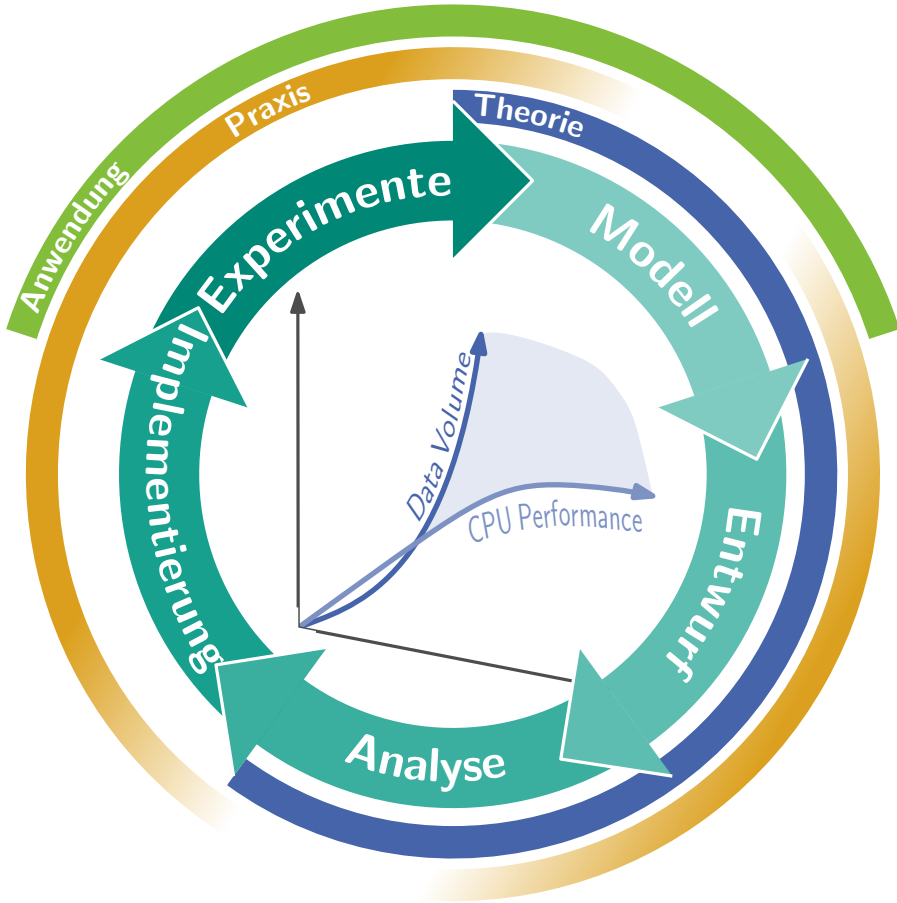 Anwendung
Praxis
Theorie
Experimente
Modell
Entwurf
Analyse
Implementierung
Data Volume
CPU Performance